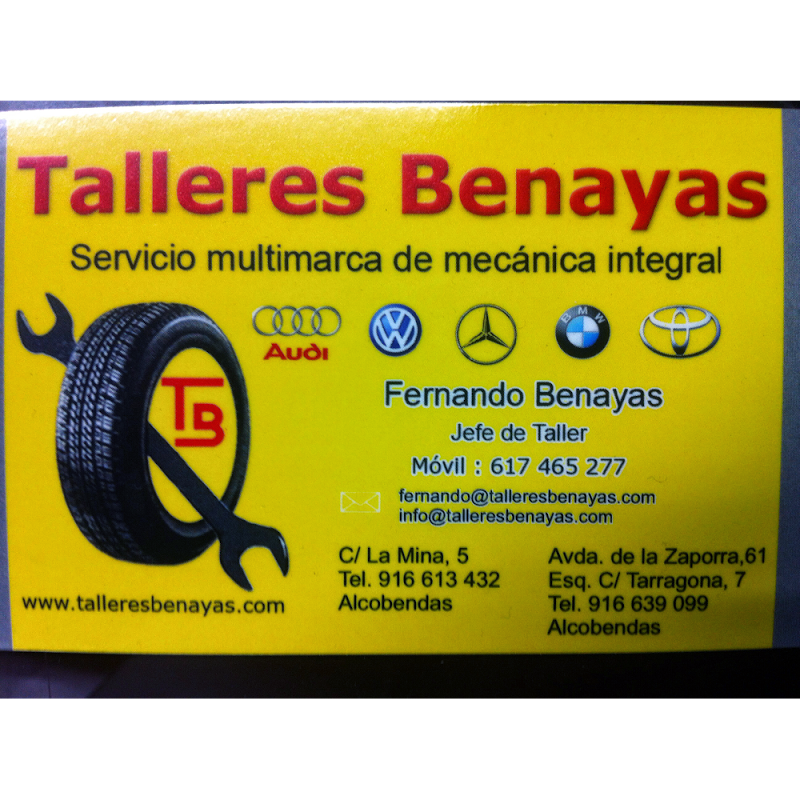 Talleres Benayas
Servicio multimarca de mecánica integral
Audi
VW
BMW
TB
Fernando Benayas
Jefe de Taller
Móvil : 617 465 277
fernando@talleresbenayas.com
info@talleresbenayas.com
C/ La Mina, 5
Tel. 916 613 432
Alcobendas
Avda. de la Zaporra,61
Esq. C/ Tarragona, 7
Tel. 916 639 099
Alcobendas
www.talleresbenayas.com